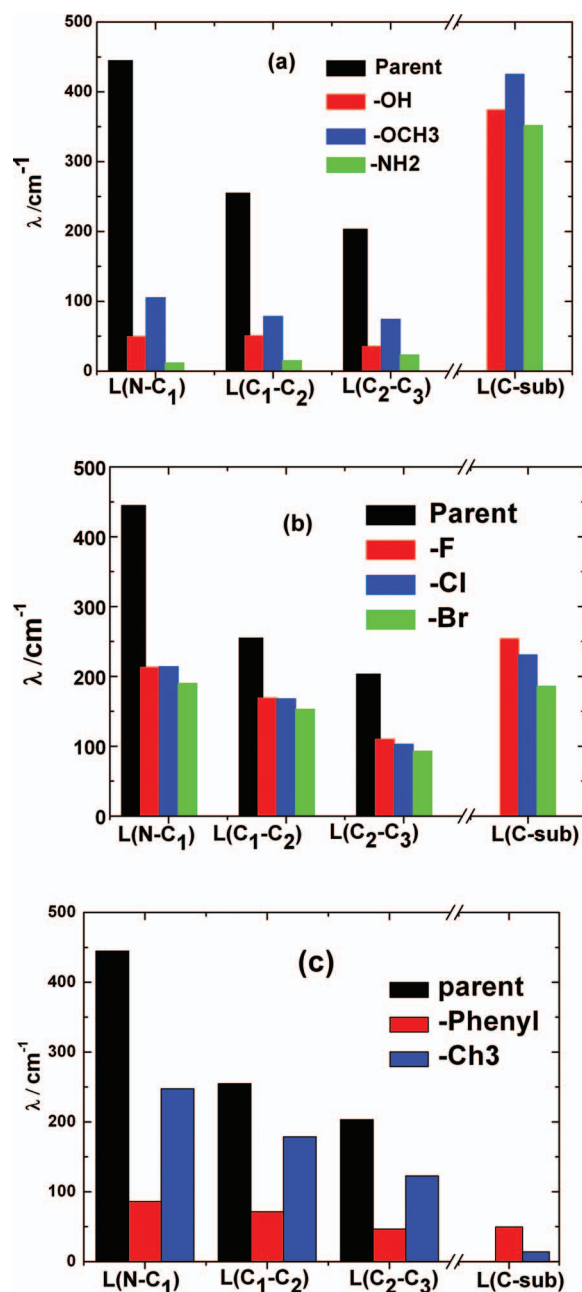 500
(a)
Parent
400
-OH
-OCH3
300
-NH2
λ /cm⁻¹
200
100
0
L(N-C₁) L(C₁-C₂) L(C₂-C₃) L(C-sub)
500
Parent
(b)
400
-F
-Cl
300
-Br
λ /cm⁻¹
200
100
0
L(N-C₁) L(C₁-C₂) L(C₂-C₃) L(C-sub)
500
(c)
parent
400
-Phenyl
-Ch3
300
λ /cm⁻¹
200
100
0
L(N-C₁) L(C₁-C₂) L(C₂-C₃) L(C-sub)